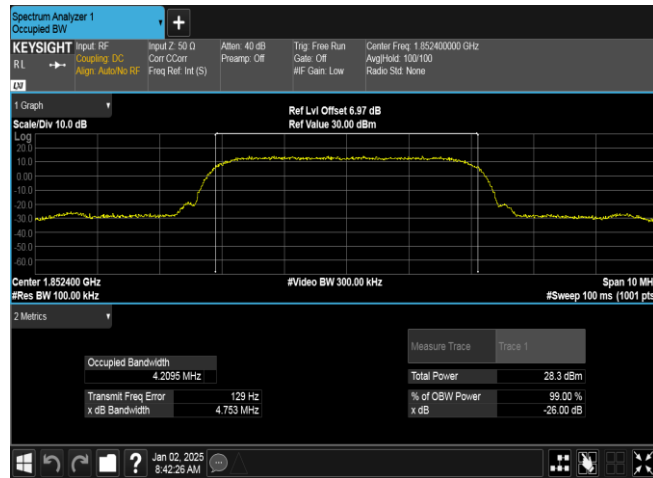 Spectrum Analyzer 1
Occupied BW
+
KEYSIGHT Input: RF Input Z: 50 Ω Atten: 40 dB Trig: Free Run Center Freq: 1.852400000 GHz
RL Coupling: DC Corr CCorr Preamp: Off Gate: Off Avg|Hold: 100/100
Align: Auto/No RF Freq Ref: Int (S) #IF Gain: Low Radio Std: None
LXI
1 Graph Ref Lvl Offset 6.97 dB
Scale/Div 10.0 dB Ref Value 30.00 dBm
Log
20.0
10.0
0.00
-10.0
-20.0
-30.0
-40.0
-50.0
-60.0
Center 1.852400 GHz #Video BW 300.00 kHz Span 10 MH
#Res BW 100.00 kHz #Sweep 100 ms (1001 pts
2 Metrics
Measure Trace Trace 1
Occupied Bandwidth
4.2095 MHz Total Power 28.3 dBm
Transmit Freq Error 129 Hz % of OBW Power 99.00 %
x dB Bandwidth 4.753 MHz x dB -26.00 dB
? Jan 02, 2025
8:42:26 AM